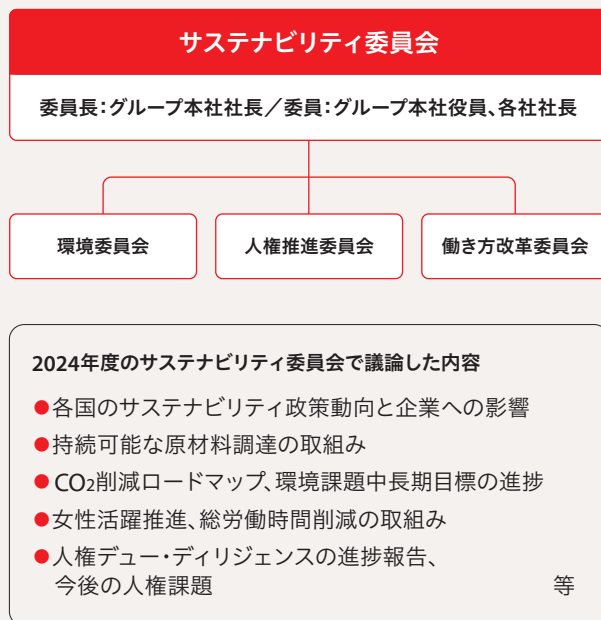 サステナビリティ委員会
委員長：グループ本社社長／委員：グループ本社役員、各社社長
環境委員会
人権推進委員会
働き方改革委員会
2024年度のサステナビリティ委員会で議論した内容
●各国のサステナビリティ政策動向と企業への影響
●持続可能な原材料調達の取組み
●CO₂削減ロードマップ、環境課題中長期目標の進捗
●女性活躍推進、総労働時間削減の取組み
●人権デュー・ディリジェンスの進捗報告、
今後の人権課題 等